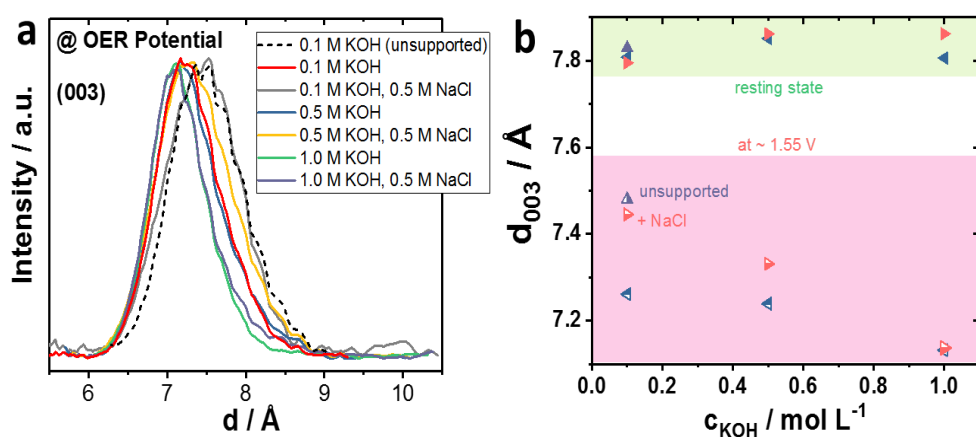 a
@ OER Potential
(003)
0.1 M KOH (unsupported)
0.1 M KOH
0.1 M KOH, 0.5 M NaCl
0.5 M KOH
0.5 M KOH, 0.5 M NaCl
1.0 M KOH
1.0 M KOH, 0.5 M NaCl
Intensity / a.u.
6 7 8 9 10
d / Å
b
7.8
7.6
7.4
7.2
d003 / Å
resting state
at ~ 1.55 V
unsupported
+ NaCl
0.0 0.2 0.4 0.6 0.8 1.0
cKOH / mol L-1